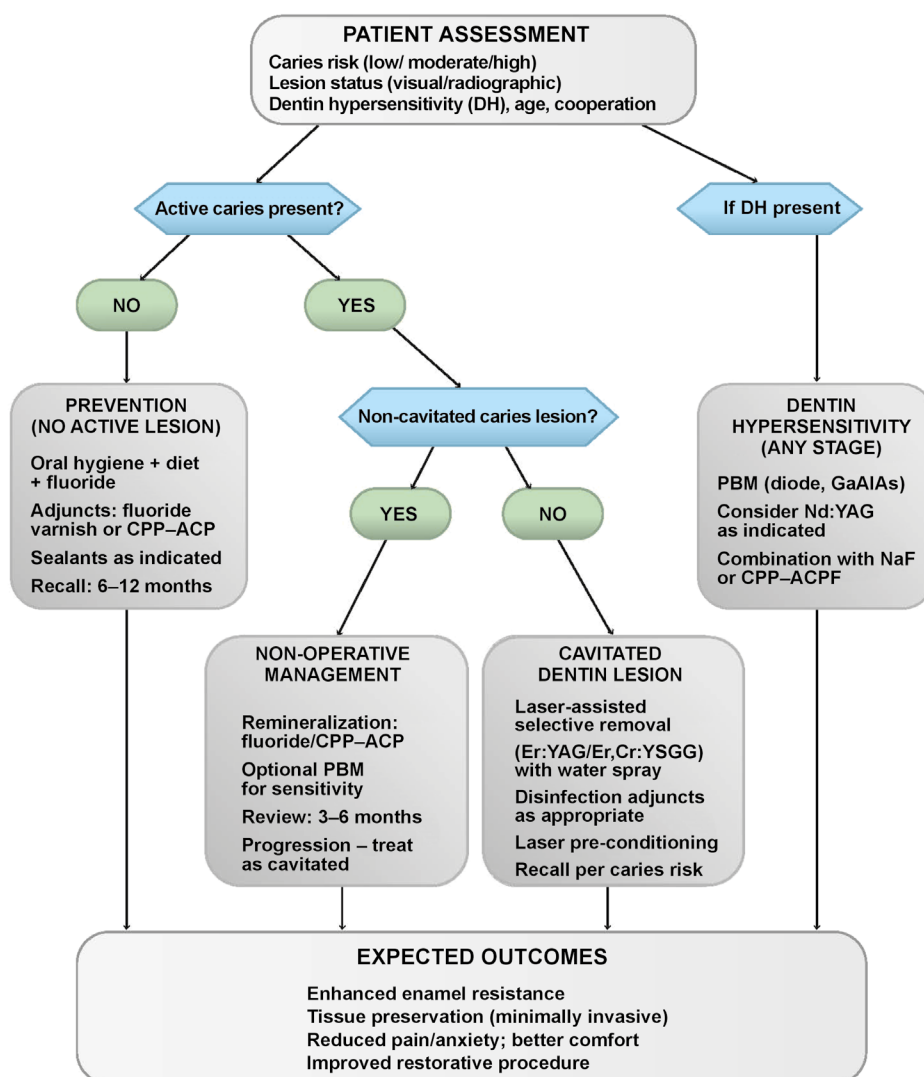 PATIENT ASSESSMENT
Caries risk (low/ moderate/high)
Lesion status (visual/radiographic)
Dentin hypersensitivity (DH), age, cooperation
Active caries present?
If DH present
NO
YES
PREVENTION
(NO ACTIVE LESION)
Oral hygiene + diet
+ fluoride
Adjuncts: fluoride
varnish or CPP–ACP
Sealants as indicated
Recall: 6–12 months
Non-cavitated caries lesion?
DENTIN
HYPERSENSITIVITY
(ANY STAGE)
PBM (diode, GaAIAs)
Consider Nd:YAG
as indicated
Combination with NaF
or CPP–ACPF
YES
NO
NON-OPERATIVE
MANAGEMENT
Remineralization:
fluoride/CPP–ACP
Optional PBM
for sensitivity
Review: 3–6 months
Progression – treat
as cavitated
CAVITATED
DENTIN LESION
Laser-assisted
selective removal
(Er:YAG/Er,Cr:YSGG)
with water spray
Disinfection adjuncts
as appropriate
Laser pre-conditioning
Recall per caries risk
EXPECTED OUTCOMES
Enhanced enamel resistance
Tissue preservation (minimally invasive)
Reduced pain/anxiety; better comfort
Improved restorative procedure